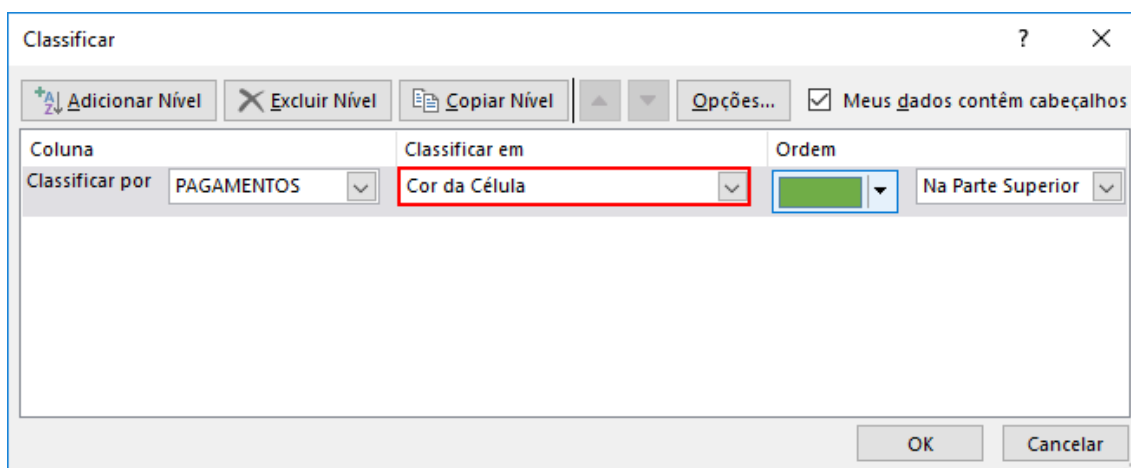 Classificar ?
Adicionar Nível Excluir Nível Copiar Nível Opções... Meus dados contêm cabeçalhos
Coluna Classificar em Ordem
Classificar por PAGAMENTOS Cor da Célula Na Parte Superior
OK Cancelar